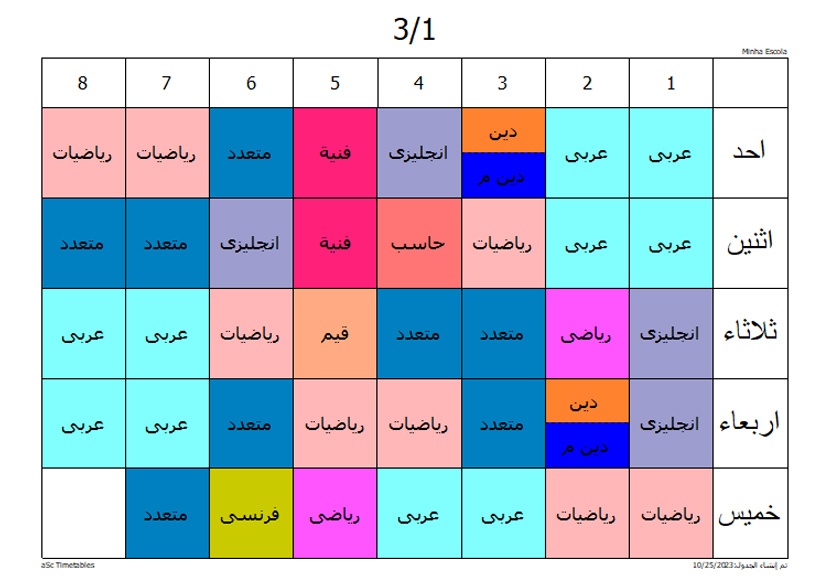 3/1
Minha Escola
1 2 3 4 5 6 7 8
احد عربى عربى دين انجليزى فنية متعدد رياضيات رياضيات
دين م
اثنين عربى عربى رياضيات حاسب فنية انجليزى متعدد متعدد
ثلاثاء انجليزى رياضى متعدد متعدد قيم رياضيات عربى عربى
اربعاء انجليزى دين متعدد رياضيات رياضيات متعدد عربى عربى
دين م
خميس رياضيات رياضيات عربى عربى رياضى فرنسى متعدد
تم إنشاء الجدول:10/25/2023
aSc Timetables